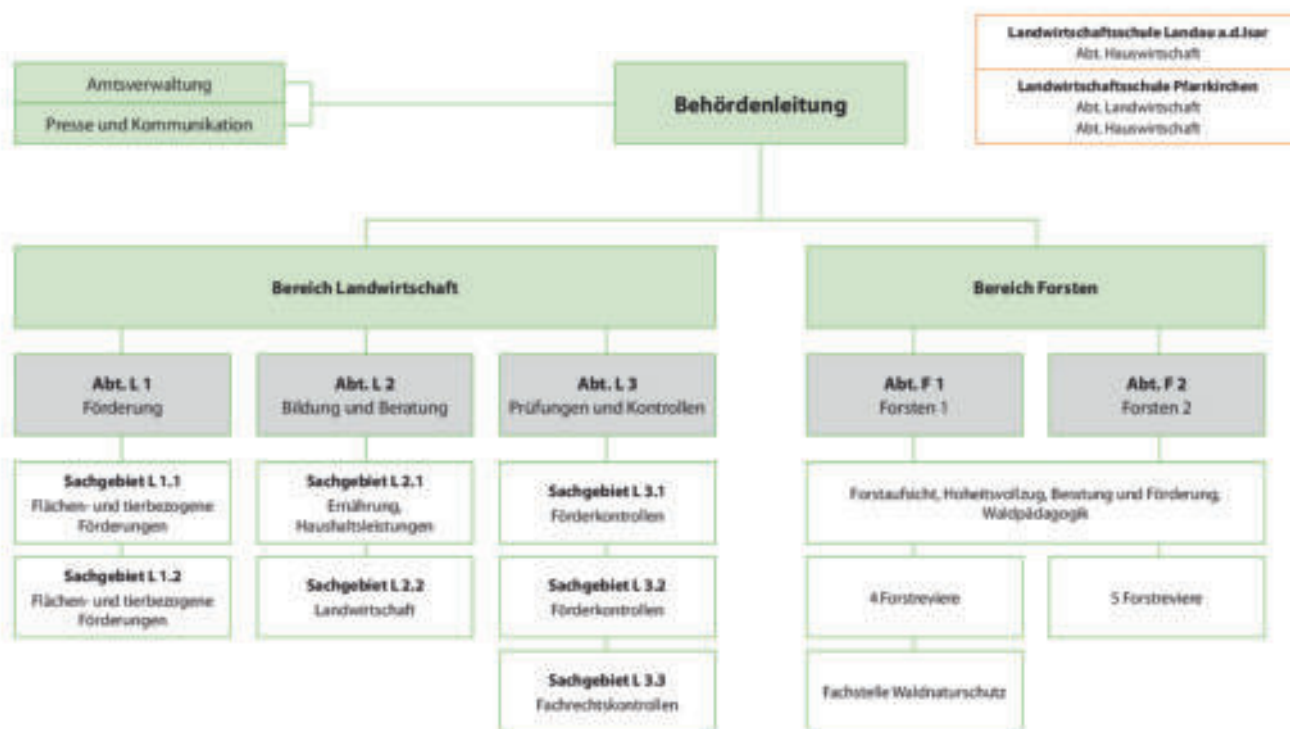 Landwirtschaftsschule Landau a.d.Isar
Abt. Hauswirtschaft
Landwirtschaftsschule Pfarrkirchen
Abt. Landwirtschaft
Abt. Hauswirtschaft
Amtsverwaltung
Presse und Kommunikation
Behördenleitung
Bereich Landwirtschaft
Bereich Forsten
Abt. L 1
Förderung
Abt. L 2
Bildung und Beratung
Abt. L 3
Prüfungen und Kontrollen
Abt. F 1
Forsten 1
Abt. F 2
Forsten 2
Sachgebiet L 1.1
Flächen- und tierbezogene
Förderungen
Sachgebiet L 2.1
Ernährung,
Haushaltsleistungen
Sachgebiet L 3.1
Förderkontrollen
Forstaufsicht, Hoheitsvollzug, Beratung und Förderung,
Waldpädagogik
Sachgebiet L 1.2
Flächen- und tierbezogene
Förderungen
Sachgebiet L 2.2
Landwirtschaft
Sachgebiet L 3.2
Förderkontrollen
4 Forstreviere
5 Forstreviere
Sachgebiet L 3.3
Fachrechtskontrollen
Fachstelle Waldnaturschutz